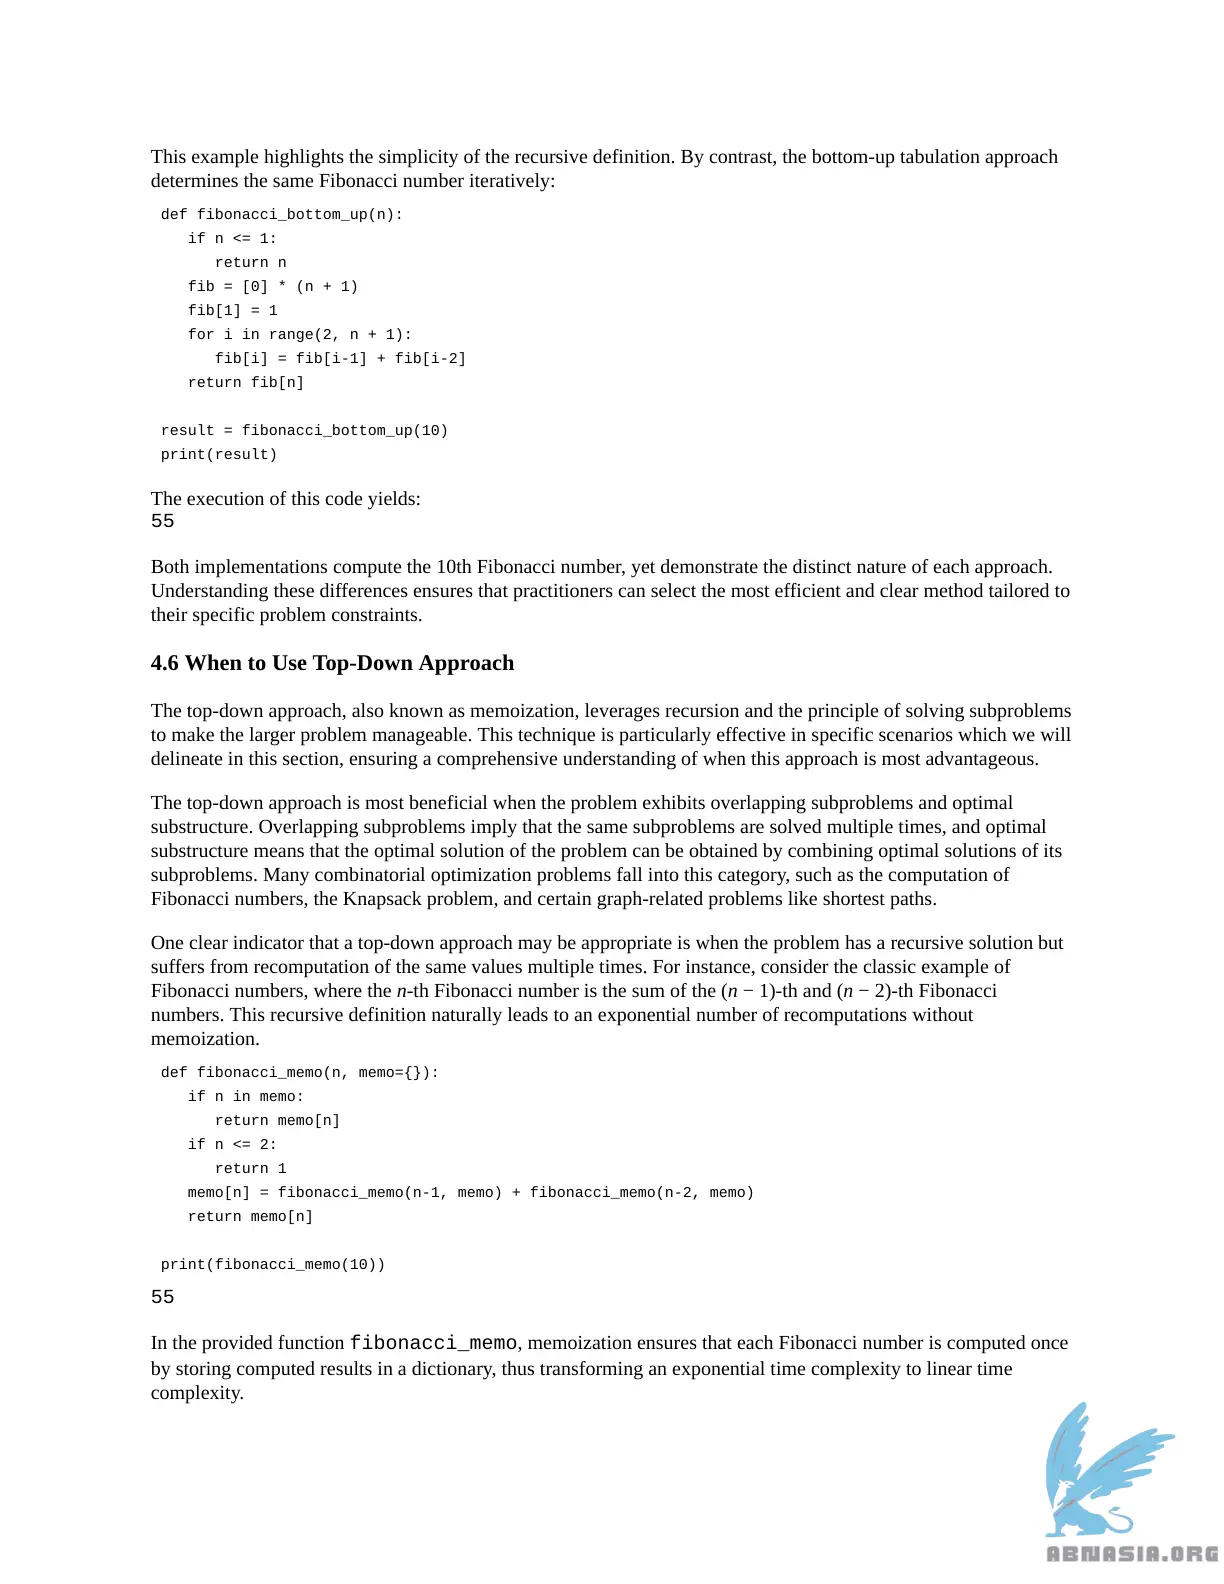 This example highlights the simplicity of the recursive definition. By contrast, the bottom-up tabulation approach
determines the same Fibonacci number iteratively:
def fibonacci_bottom_up(n):
   if n <= 1:
      return n
   fib = [0] * (n + 1)
   fib[1] = 1
   for i in range(2, n + 1):
      fib[i] = fib[i-1] + fib[i-2]
   return fib[n]
result = fibonacci_bottom_up(10)
print(result)
The execution of this code yields:
55
Both implementations compute the 10th Fibonacci number, yet demonstrate the distinct nature of each approach.
Understanding these differences ensures that practitioners can select the most efficient and clear method tailored to
their specific problem constraints.
4.6 When to Use Top-Down Approach
The top-down approach, also known as memoization, leverages recursion and the principle of solving subproblems
to make the larger problem manageable. This technique is particularly effective in specific scenarios which we will
delineate in this section, ensuring a comprehensive understanding of when this approach is most advantageous.
The top-down approach is most beneficial when the problem exhibits overlapping subproblems and optimal
substructure. Overlapping subproblems imply that the same subproblems are solved multiple times, and optimal
substructure means that the optimal solution of the problem can be obtained by combining optimal solutions of its
subproblems. Many combinatorial optimization problems fall into this category, such as the computation of
Fibonacci numbers, the Knapsack problem, and certain graph-related problems like shortest paths.
One clear indicator that a top-down approach may be appropriate is when the problem has a recursive solution but
suffers from recomputation of the same values multiple times. For instance, consider the classic example of
Fibonacci numbers, where the n-th Fibonacci number is the sum of the (n − 1)-th and (n − 2)-th Fibonacci
numbers. This recursive definition naturally leads to an exponential number of recomputations without
memoization.
def fibonacci_memo(n, memo={}):
   if n in memo:
      return memo[n]
   if n <= 2:
      return 1
   memo[n] = fibonacci_memo(n-1, memo) + fibonacci_memo(n-2, memo)
   return memo[n]
print(fibonacci_memo(10))
55
In the provided function fibonacci_memo, memoization ensures that each Fibonacci number is computed once
by storing computed results in a dictionary, thus transforming an exponential time complexity to linear time
complexity.
ABNASIA.ORG